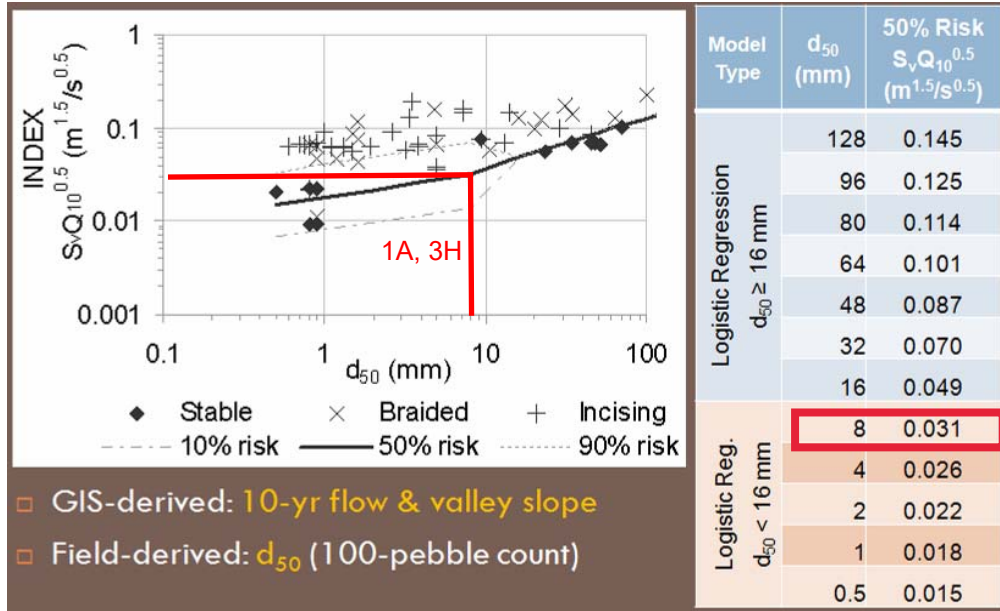 INDEX
SvQ10^0.5 (m^1.5/s^0.5)
1
0.1
0.01
0.001
1A, 3H
0.1
1
10
100
d50 (mm)
Stable
Braided
Incising
10% risk
50% risk
90% risk
GIS-derived: 10-yr flow & valley slope
Field-derived: d50 (100-pebble count)
Model
Type
d50
(mm)
50% Risk
SvQ10^0.5
(m^1.5/s^0.5)
Logistic Regression
d50 ≥ 16 mm
128 0.145
96 0.125
80 0.114
64 0.101
48 0.087
32 0.070
16 0.049
Logistic Reg.
d50 < 16 mm
8 0.031
4 0.026
2 0.022
1 0.018
0.5 0.015